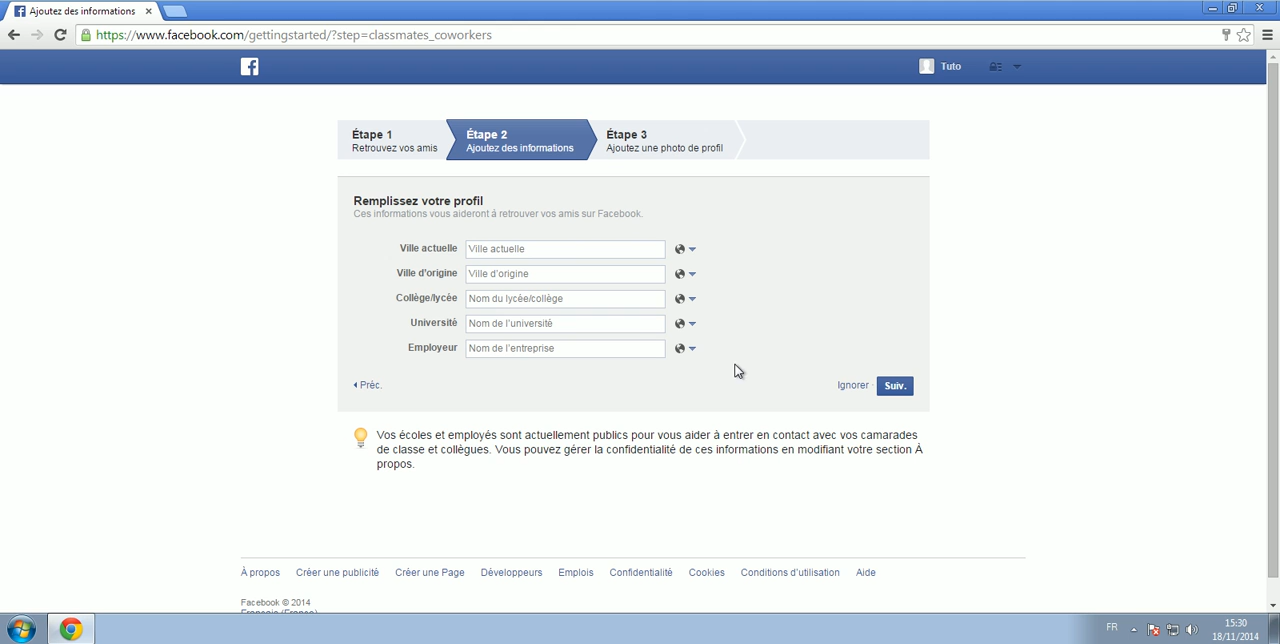 Ajoutez des informations
https://www.facebook.com/gettingstarted/?step=classmates_coworkers
Tuto
Étape 1
Retrouvez vos amis
Étape 2
Ajoutez des informations
Étape 3
Ajoutez une photo de profil
Remplissez votre profil
Ces informations vous aideront à retrouver vos amis sur Facebook.
Ville actuelle Ville actuelle
Ville d'origine Ville d'origine
Collège/lycée Nom du lycée/collège
Université Nom de l'université
Employeur Nom de l'entreprise
Préc. Ignorer · Suiv.
Vos écoles et employés sont actuellement publics pour vous aider à entrer en contact avec vos camarades
de classe et collègues. Vous pouvez gérer la confidentialité de ces informations en modifiant votre section À
propos.
À propos Créer une publicité Créer une Page Développeurs Emplois Confidentialité Cookies Conditions d'utilisation Aide
Facebook © 2014
Français (France)
FR
15:30
18/11/2014